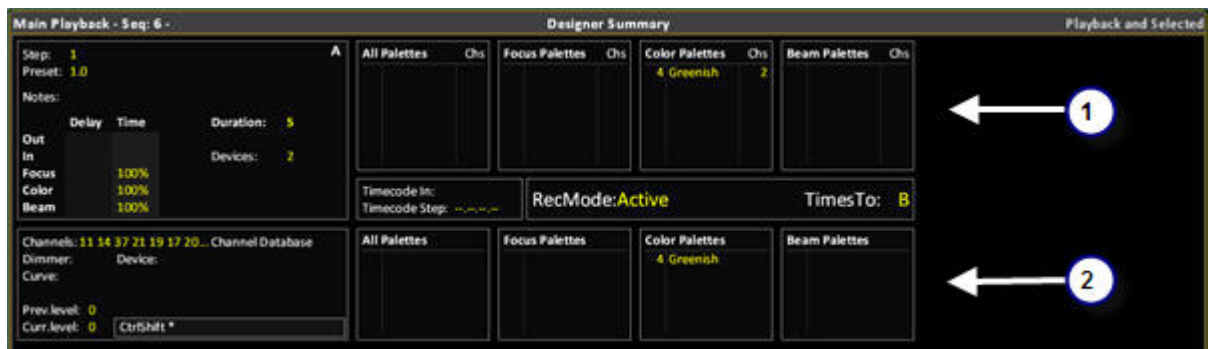 Main Playback - Seq: 6 - Designer Summary Playback and Selected
Step: 1 A
Preset: 1.0
Notes:
Delay Time Duration: 5
Out
In Devices: 2
Focus 100%
Color 100%
Beam 100%
All Palettes Chs Focus Palettes Chs Color Palettes Chs Beam Palettes Chs
4 Greenish 2
1
Timecode In:
Timecode Step: --.--.--.--
RecMode:Active TimesTo: B
Channels: 11 14 37 21 19 17 20... Channel Database
Dimmer: Device:
Curve:
Prev.level: 0
Curr.level: 0 CtrlShift *
All Palettes Focus Palettes Color Palettes Beam Palettes
4 Greenish
2